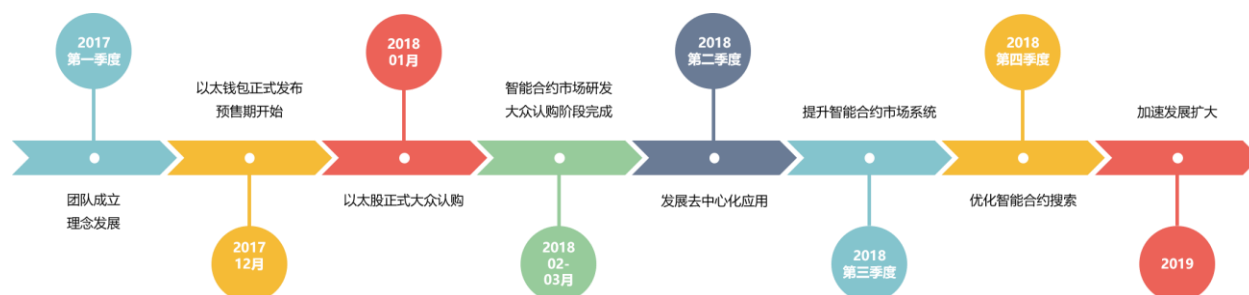 2017
第一季度
团队成立
理念发展
以太钱包正式发布
预售期开始
2017
12月
2018
01月
以太股正式大众认购
智能合约市场研发
大众认购阶段完成
2018
02-
03月
2018
第二季度
发展去中心化应用
提升智能合约市场系统
2018
第三季度
2018
第四季度
优化智能合约搜索
加速发展扩大
2019